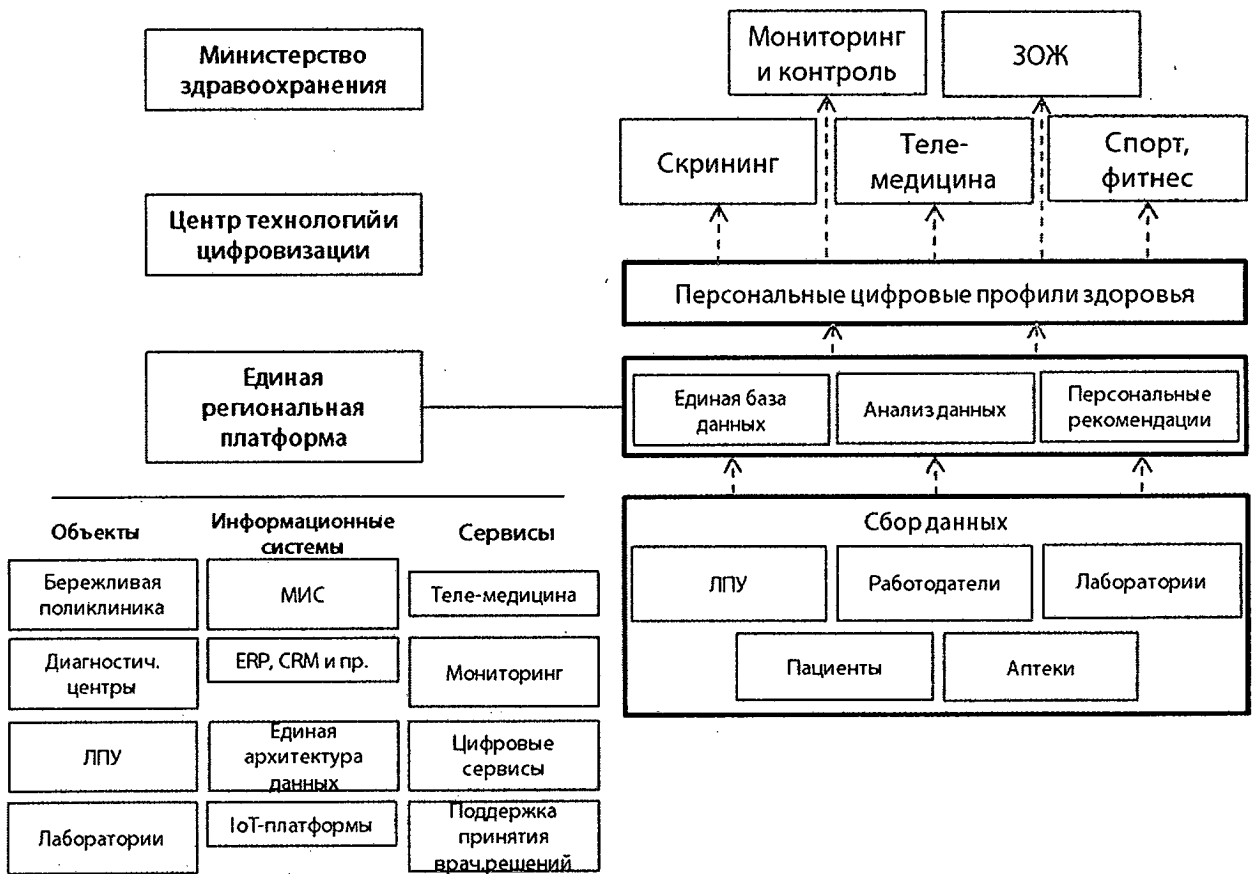 Министерство
здравоохранения
Центр технологий и
цифровизации
Единая
региональная
платформа
Мониторинг
и контроль
ЗОЖ
Скрининг
Теле-
медицина
Спорт,
фитнес
Персональные цифровые профили здоровья
Единая база
данных
Анализ данных
Персональные
рекомендации
Сбор данных
ЛПУ
Работодатели
Лаборатории
Пациенты
Аптеки
Объекты
Бережливая
поликлиника
Диагностич.
центры
ЛПУ
Лаборатории
Информационные
системы
МИС
ERP, CRM и пр.
Единая
архитектура
данных
IoT-платформы
Сервисы
Теле-медицина
Мониторинг
Цифровые
сервисы
Поддержка
принятия
врач.решений